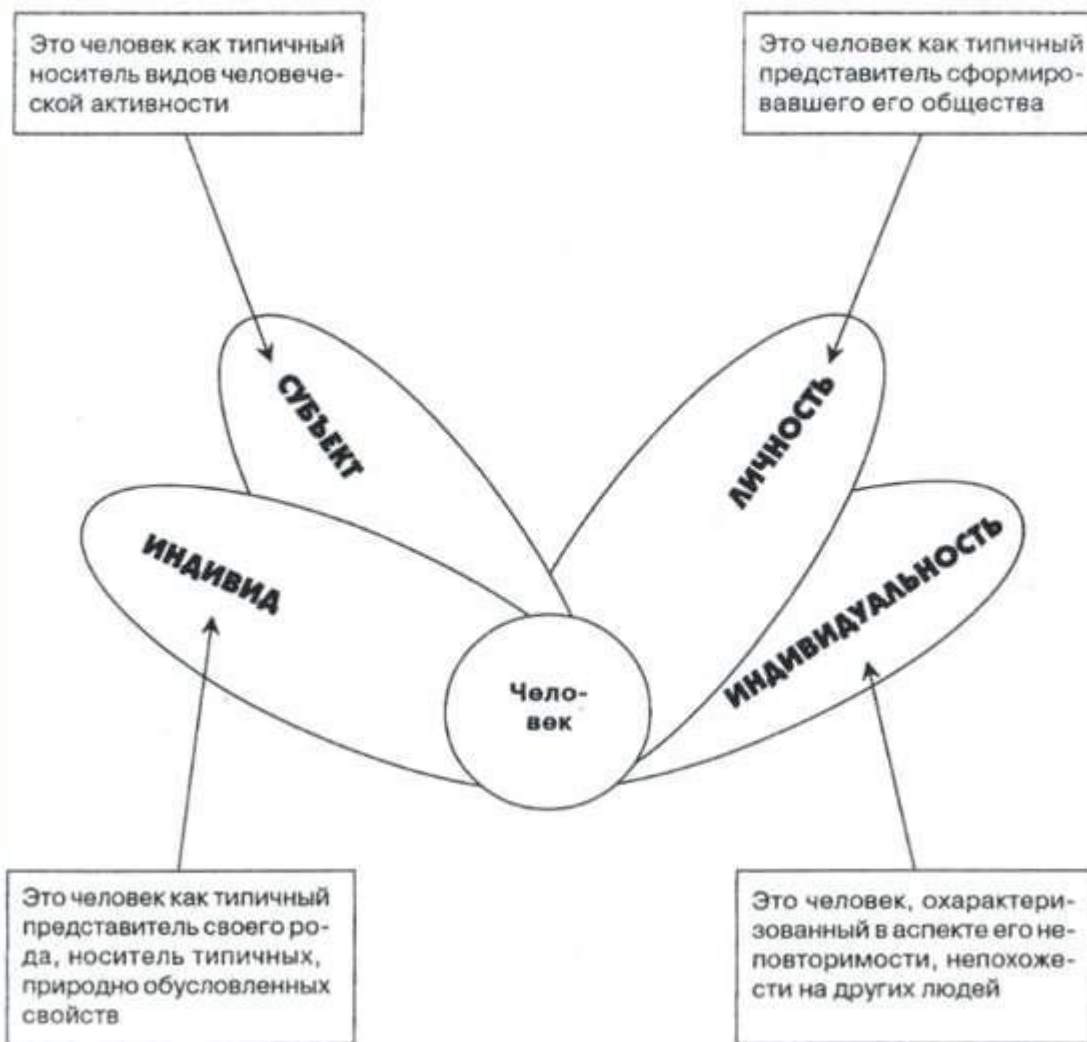 Это человек как типичный
носитель видов человече-
ской активности
Это человек как типичный
представитель сформиро-
вавшего его общества
СУБЪЕКТ
ЛИЧНОСТЬ
ИНДИВИД
ИНДИВИДУАЛЬНОСТЬ
Чело-
век
Это человек как типичный
представитель своего ро-
да, носитель типичных,
природно обусловленных
свойств
Это человек, охарактери-
зованный в аспекте его не-
повторимости, непохоже-
сти на других людей